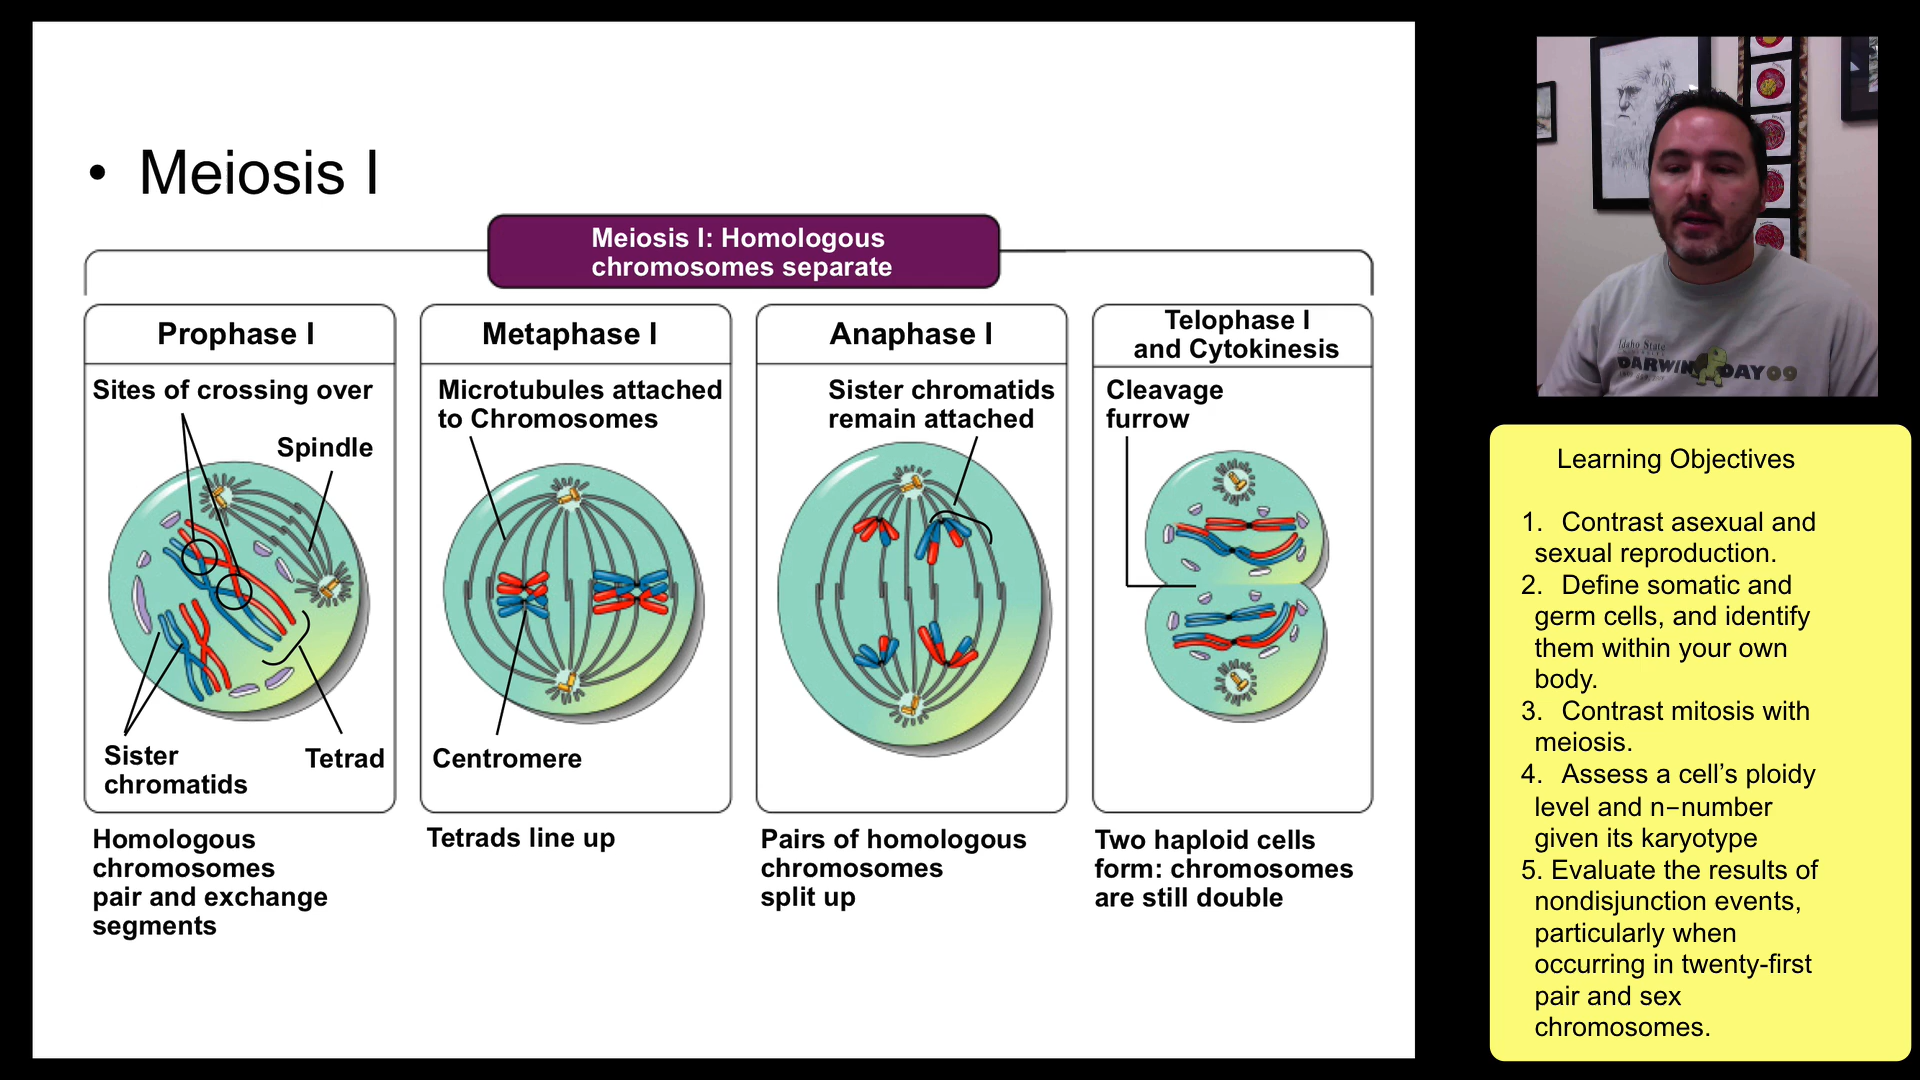 • Meiosis I
Meiosis I: Homologous
chromosomes separate
Prophase I
Sites of crossing over
Spindle
Sister
chromatids
Tetrad
Homologous
chromosomes
pair and exchange
segments
Metaphase I
Microtubules attached
to Chromosomes
Centromere
Tetrads line up
Anaphase I
Sister chromatids
remain attached
Pairs of homologous
chromosomes
split up
Telophase I
and Cytokinesis
Cleavage
furrow
Two haploid cells
form: chromosomes
are still double
Idaho State
DARWIN DAY 09
Learning Objectives
1. Contrast asexual and
sexual reproduction.
2. Define somatic and
germ cells, and identify
them within your own
body.
3. Contrast mitosis with
meiosis.
4. Assess a cell’s ploidy
level and n–number
given its karyotype
5. Evaluate the results of
nondisjunction events,
particularly when
occurring in twenty-first
pair and sex
chromosomes.